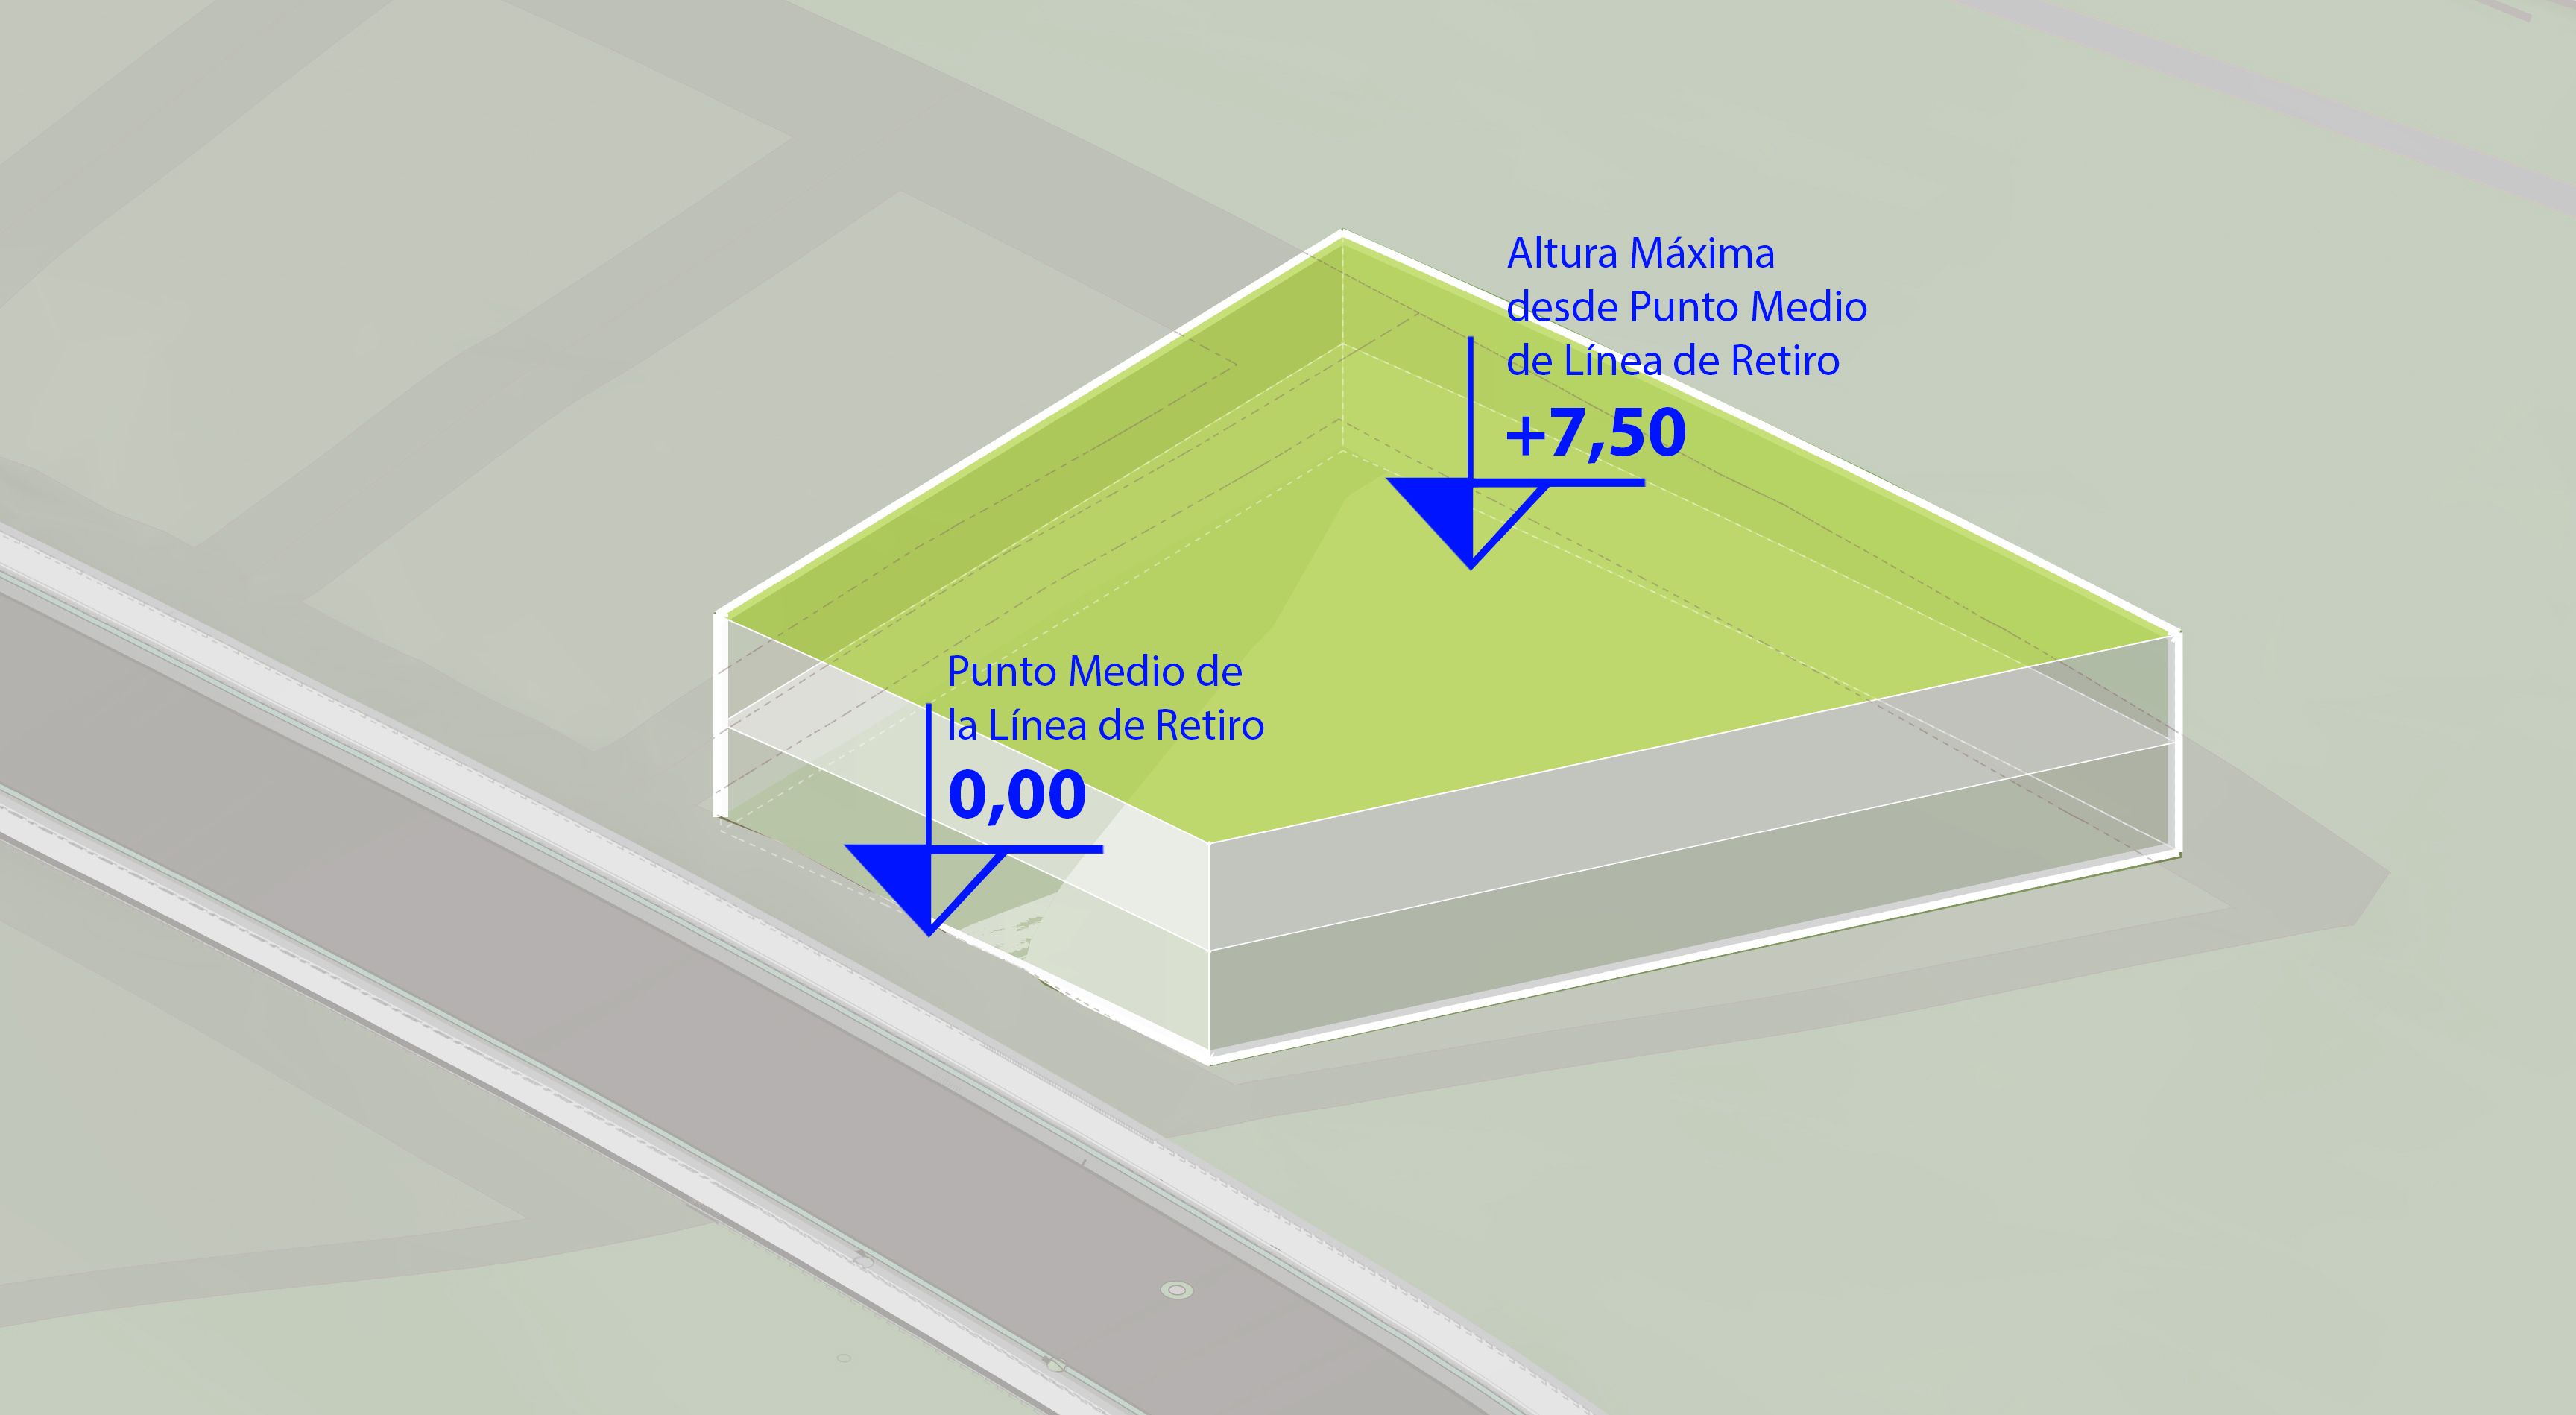 Altura Máxima
desde Punto Medio
de Línea de Retiro
+7,50
Punto Medio de
la Línea de Retiro
0,00